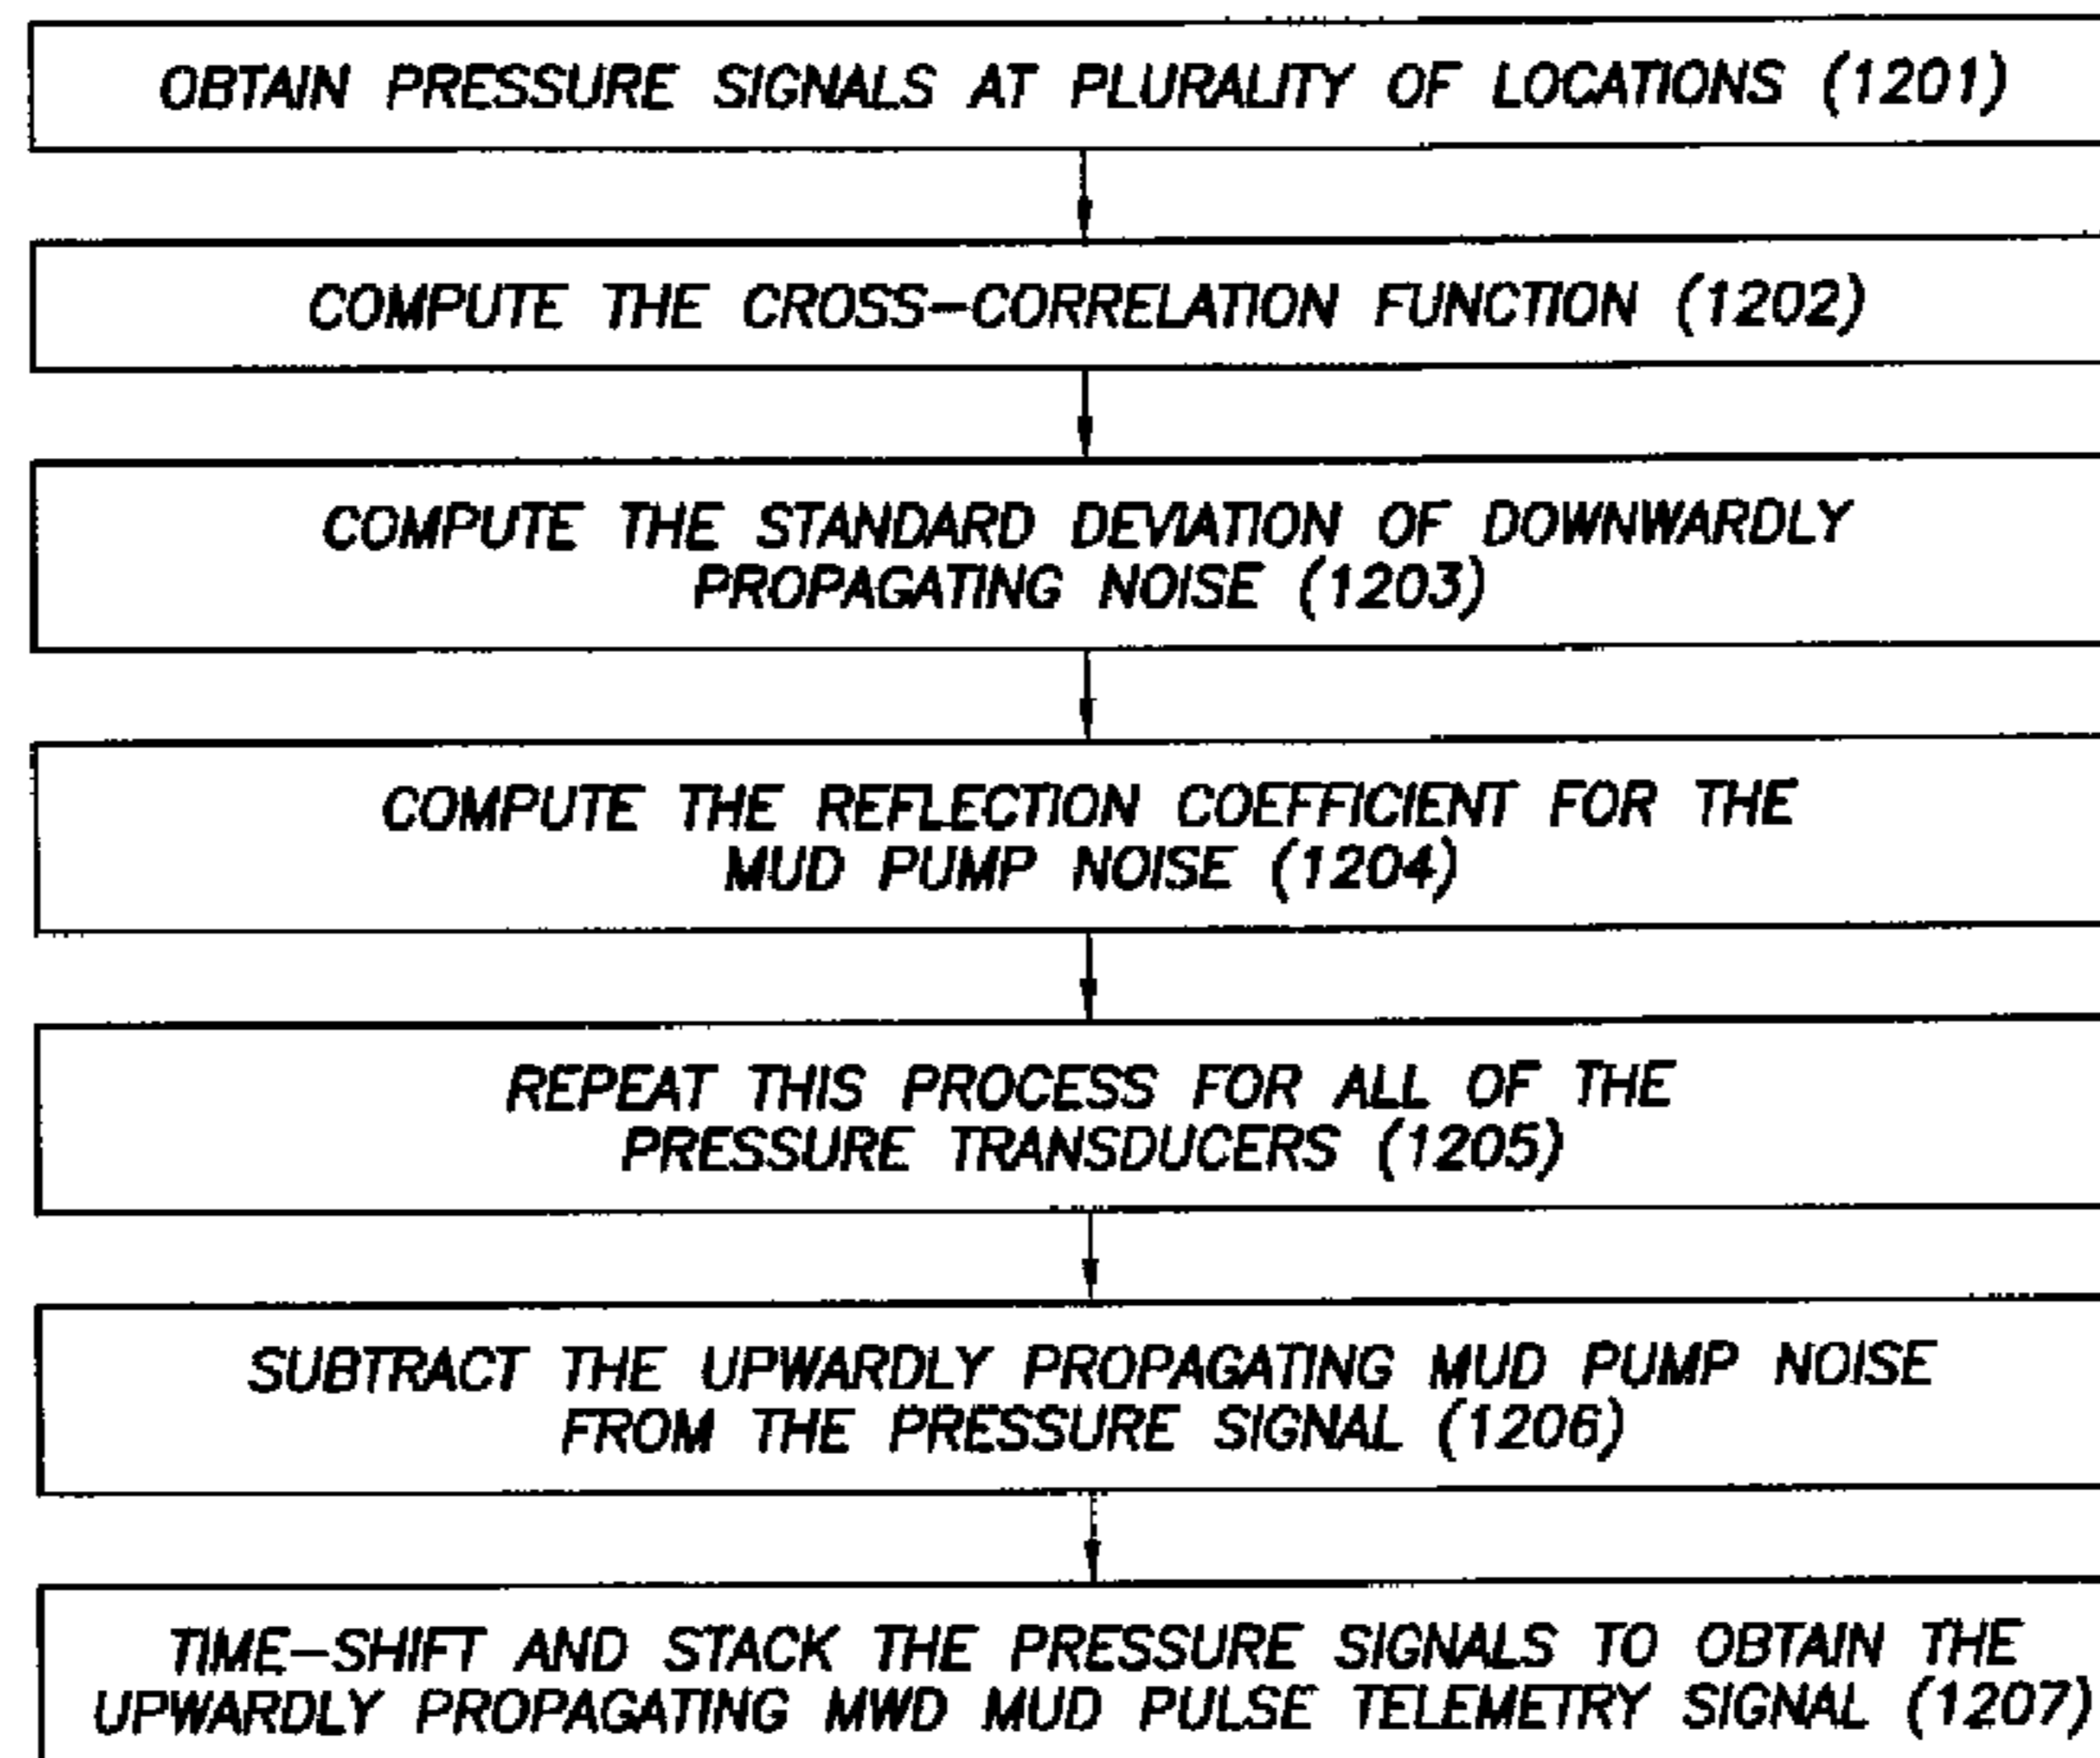 OBTAIN PRESSURE SIGNALS AT PLURALITY OF LOCATIONS (1201)
COMPUTE THE CROSS-CORRELATION FUNCTION (1202)
COMPUTE THE STANDARD DEVIATION OF DOWNWARDLY
PROPAGATING NOISE (1203)
COMPUTE THE REFLECTION COEFFICIENT FOR THE
MUD PUMP NOISE (1204)
REPEAT THIS PROCESS FOR ALL OF THE
PRESSURE TRANSDUCERS (1205)
SUBTRACT THE UPWARDLY PROPAGATING MUD PUMP NOISE
FROM THE PRESSURE SIGNAL (1206)
TIME-SHIFT AND STACK THE PRESSURE SIGNALS TO OBTAIN THE
UPWARDLY PROPAGATING MWD MUD PULSE TELEMETRY SIGNAL (1207)